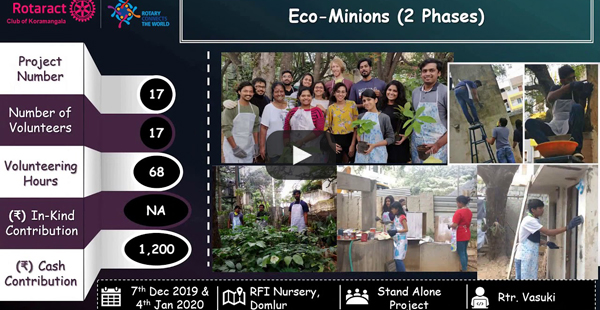 Rotaract
Club of Koramangala
ROTARY
CONNECTS
THE WORLD
Eco-Minions (2 Phases)
Project
Number
17
Number of
Volunteers
17
Volunteering
Hours
68
(₹) In-Kind
Contribution
NA
(₹) Cash
Contribution
1,200
7th Dec 2019 &
4th Jan 2020
RFI Nursery,
Domlur
Stand Alone
Project
Rtr. Vasuki